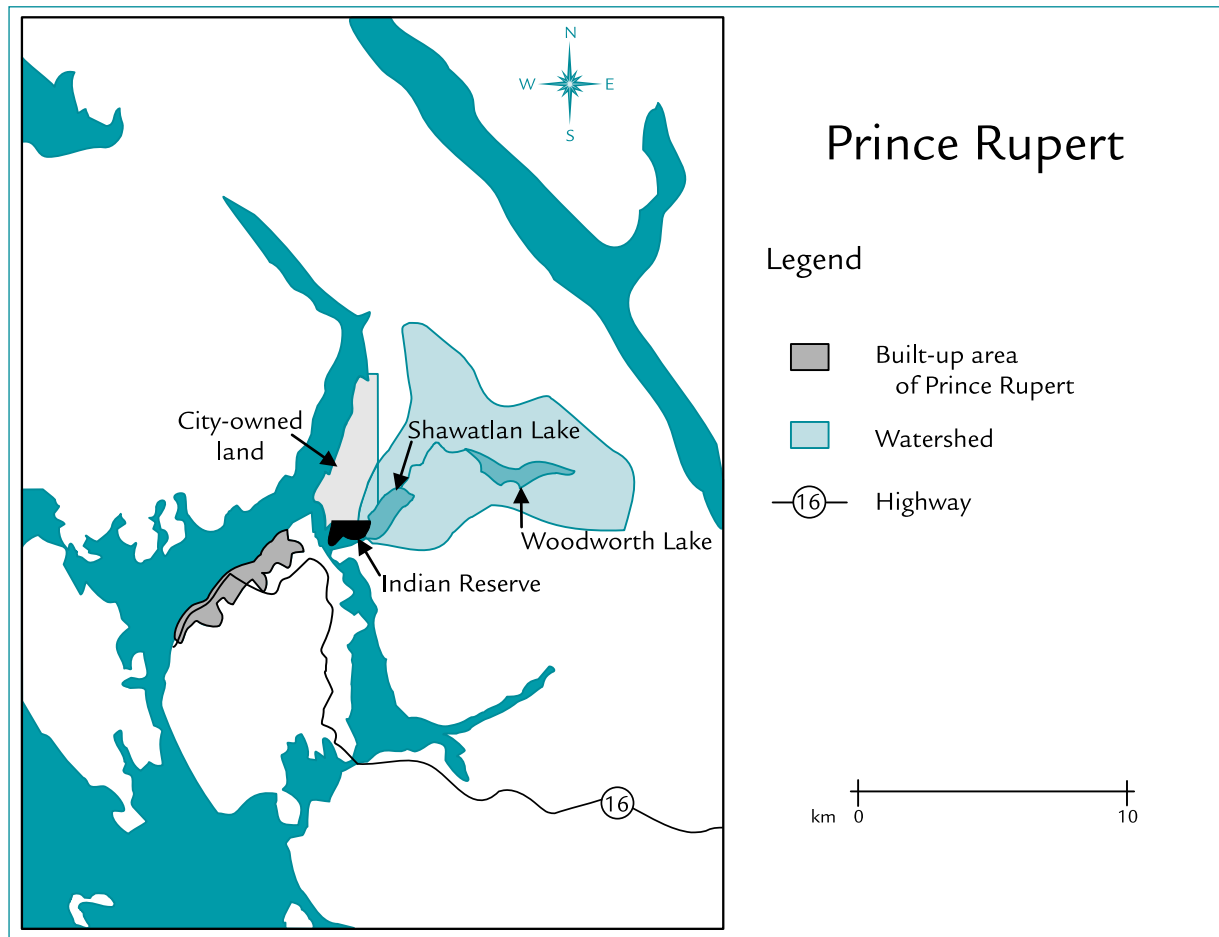 N
W E
S
Prince Rupert
Legend
Built-up area
of Prince Rupert
Watershed
16 Highway
City-owned
land
Shawatlan Lake
Woodworth Lake
Indian Reserve
16
km 0 10